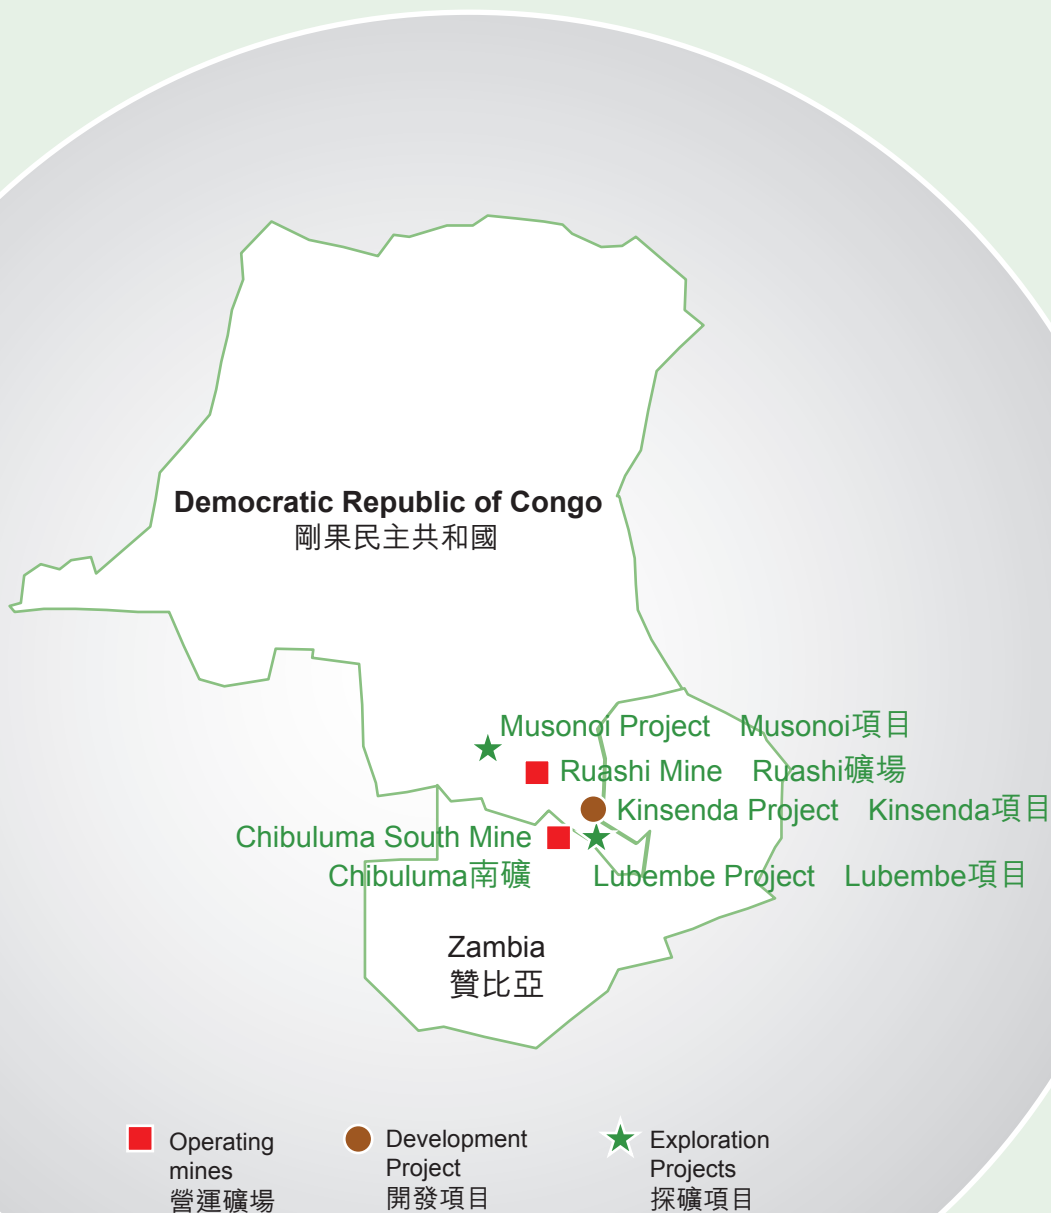 Democratic Republic of Congo
剛果民主共和國
Musonoi Project Musonoi項目
Ruashi Mine Ruashi礦場
Kinsenda Project Kinsenda項目
Chibuluma South Mine
Chibuluma南礦
Lubembe Project Lubembe項目
Zambia
贊比亞
Operating
mines
營運礦場
Development
Project
開發項目
Exploration
Projects
探礦項目